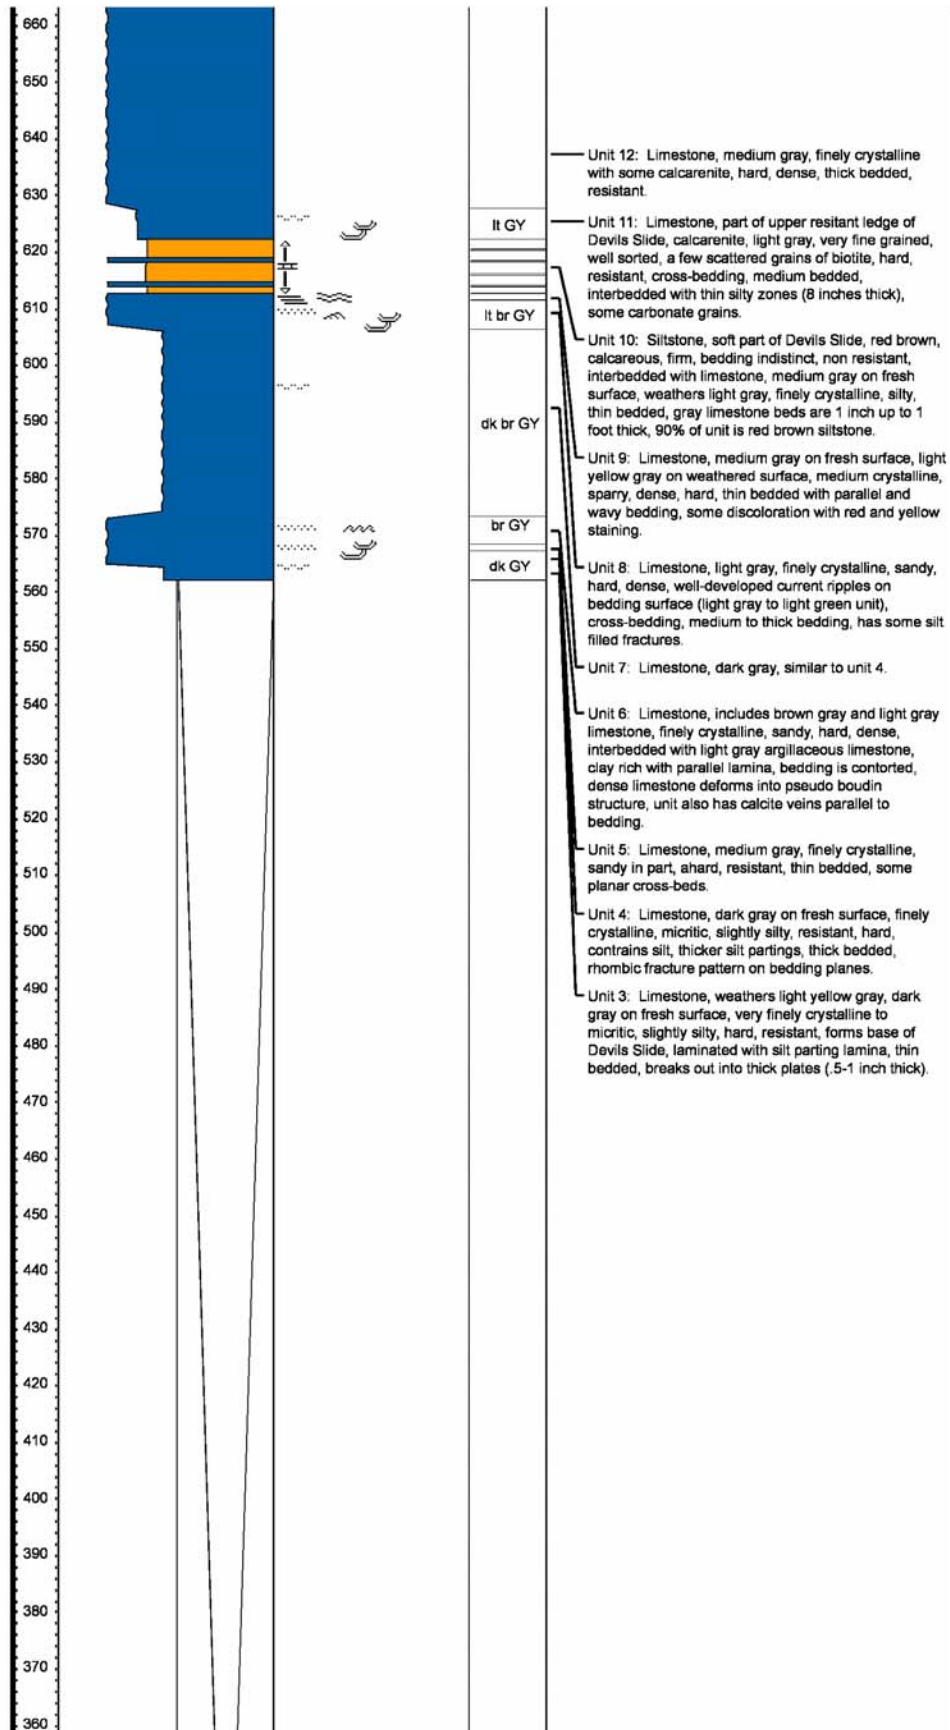 660
650
640
630
620
610
600
590
580
570
560
550
540
530
520
510
500
490
480
470
460
450
440
430
420
410
400
390
380
370
360
lt GY
lt br GY
dk br GY
br GY
dk GY
Unit 12: Limestone, medium gray, finely crystalline
with some calcarenite, hard, dense, thick bedded,
resistant.
Unit 11: Limestone, part of upper resitant ledge of
Devils Slide, calcarenite, light gray, very fine grained,
well sorted, a few scattered grains of biotite, hard,
resistant, cross-bedding, medium bedded,
interbedded with thin silty zones (8 inches thick),
some carbonate grains.
Unit 10: Siltstone, soft part of Devils Slide, red brown,
calcareous, firm, bedding indistinct, non resistant,
interbedded with limestone, medium gray on fresh
surface, weathers light gray, finely crystalline, silty,
thin bedded, gray limestone beds are 1 inch up to 1
foot thick, 90% of unit is red brown siltstone.
Unit 9: Limestone, medium gray on fresh surface, light
yellow gray on weathered surface, medium crystalline,
sparry, dense, hard, thin bedded with parallel and
wavy bedding, some discoloration with red and yellow
staining.
Unit 8: Limestone, light gray, finely crystalline, sandy,
hard, dense, well-developed current ripples on
bedding surface (light gray to light green unit),
cross-bedding, medium to thick bedding, has some silt
filled fractures.
Unit 7: Limestone, dark gray, similar to unit 4.
Unit 6: Limestone, includes brown gray and light gray
limestone, finely crystalline, sandy, hard, dense,
interbedded with light gray argillaceous limestone,
clay rich with parallel lamina, bedding is contorted,
dense limestone deforms into pseudo boudin
structure, unit also has calcite veins parallel to
bedding.
Unit 5: Limestone, medium gray, finely crystalline,
sandy in part, ahard, resistant, thin bedded, some
planar cross-beds.
Unit 4: Limestone, dark gray on fresh surface, finely
crystalline, micritic, slightly silty, resistant, hard,
contrains silt, thicker silt partings, thick bedded,
rhombic fracture pattern on bedding planes.
Unit 3: Limestone, weathers light yellow gray, dark
gray on fresh surface, very finely crystalline to
micritic, slightly silty, hard, resistant, forms base of
Devils Slide, laminated with silt parting lamina, thin
bedded, breaks out into thick plates (.5-1 inch thick).